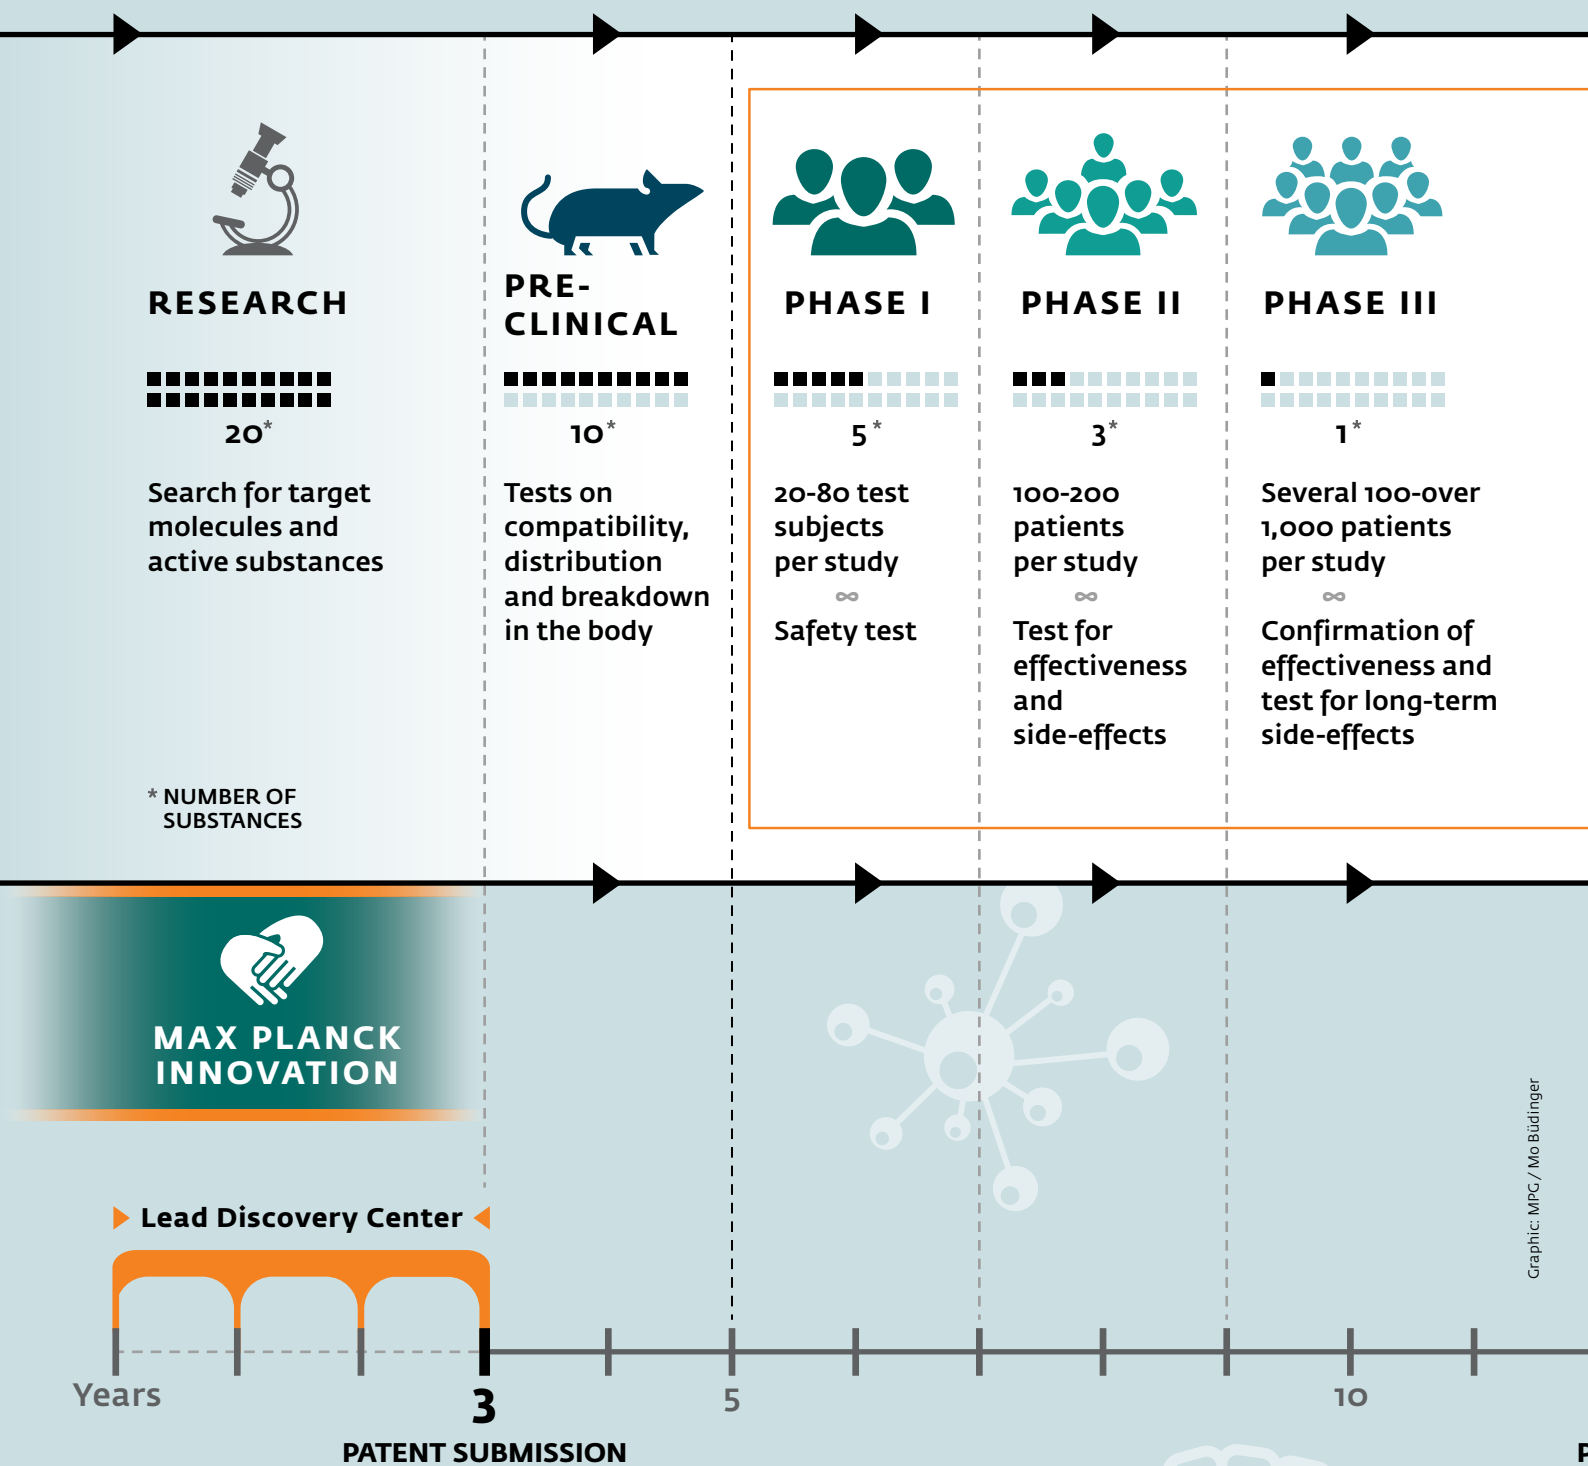 RESEARCH
20*
Search for target
molecules and
active substances
* NUMBER OF
SUBSTANCES
PRE-
CLINICAL
10*
Tests on
compatibility,
distribution
and breakdown
in the body
PHASE I
5*
20-80 test
subjects
per study
∞
Safety test
PHASE II
3*
100-200
patients
per study
∞
Test for
effectiveness
and
side-effects
PHASE III
1*
Several 100-over
1,000 patients
per study
∞
Confirmation of
effectiveness and
test for long-term
side-effects
MAX PLANCK
INNOVATION
Graphic: MPG / Mo Büdinger
Lead Discovery Center
Years
3
5
10
PATENT SUBMISSION